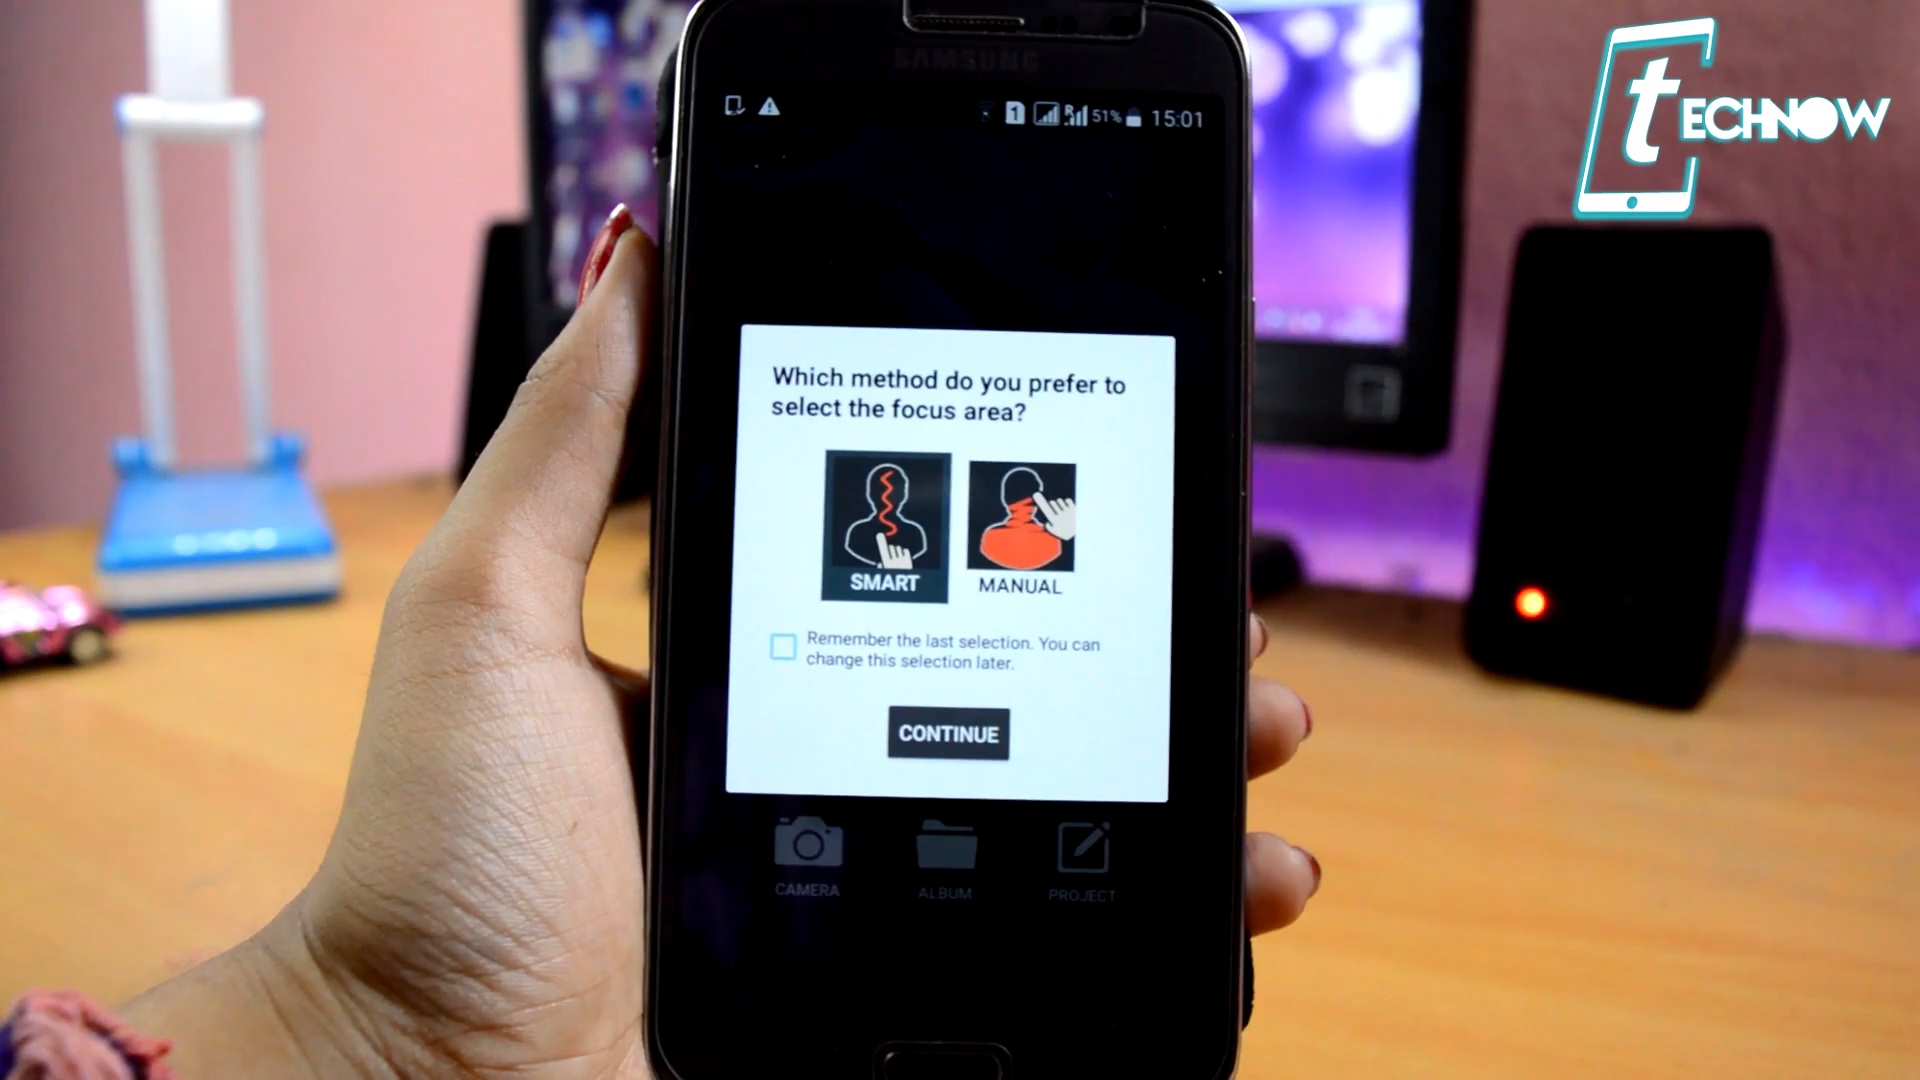 SAMSUNG
1 R 51% 15:01
tECHNOW
Which method do you prefer to
select the focus area?
SMART
MANUAL
Remember the last selection. You can
change this selection later.
CONTINUE
CAMERA
ALBUM
PROJECT